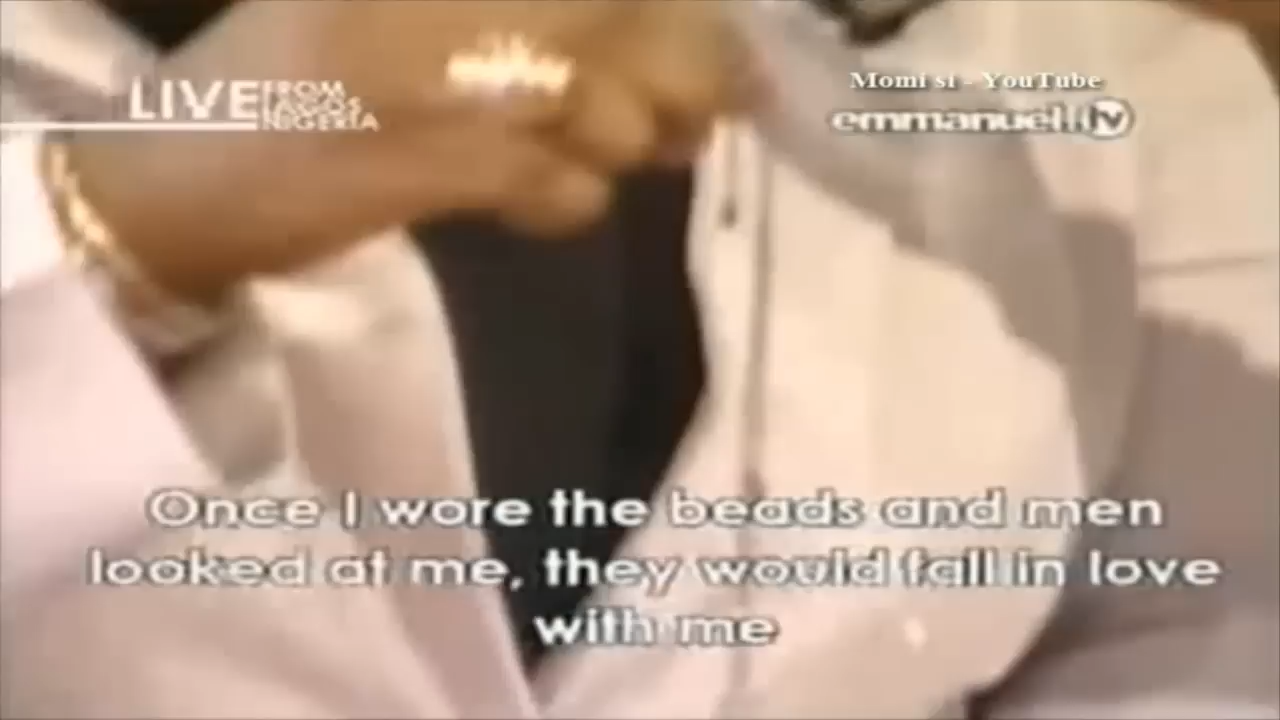 LIVE FROM
LAGOS
NIGERIA
Momi si - YouTube
emmanuel.tv
Once I wore the beads and men
looked at me, they would fall in love
with me